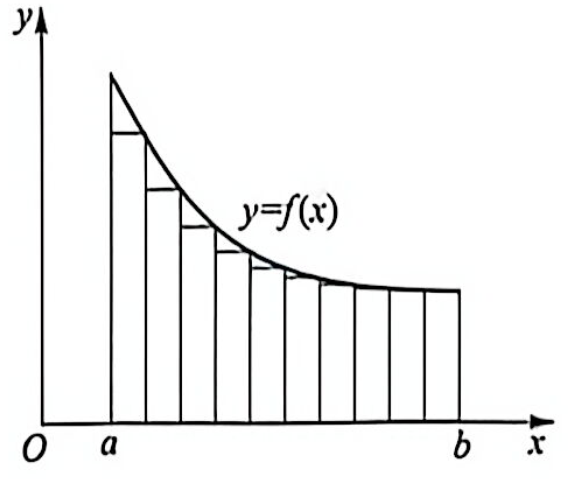 y
y=f(x)
O a b x